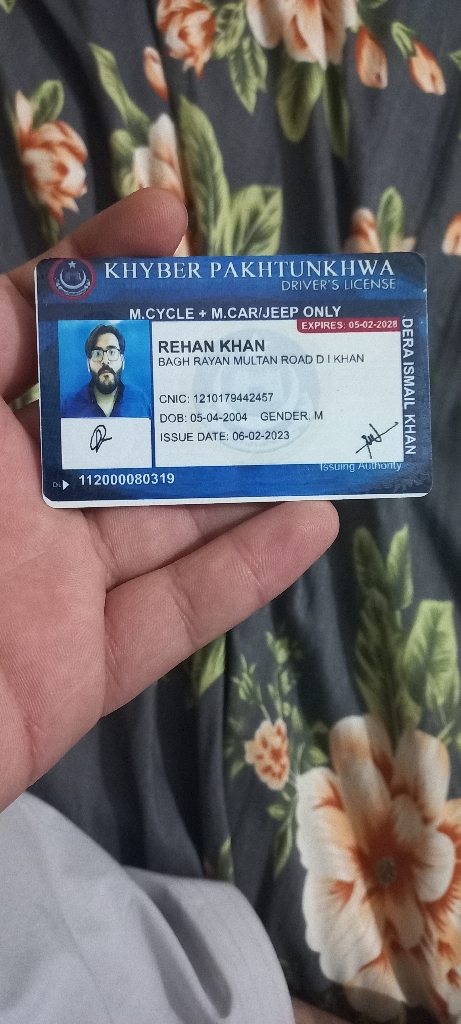 KHYBER PAKHTUNKHWA
DRIVER'S LICENSE
M.CYCLE + M.CAR/JEEP ONLY
EXPIRES: 05-02-2028
REHAN KHAN
BAGH RAYAN MULTAN ROAD D I KHAN
CNIC: 1210179442457
DOB: 05-04-2004 GENDER: M
ISSUE DATE: 06-02-2023
DERA ISMAIL KHAN
Issuing Authority
DL 112000080319